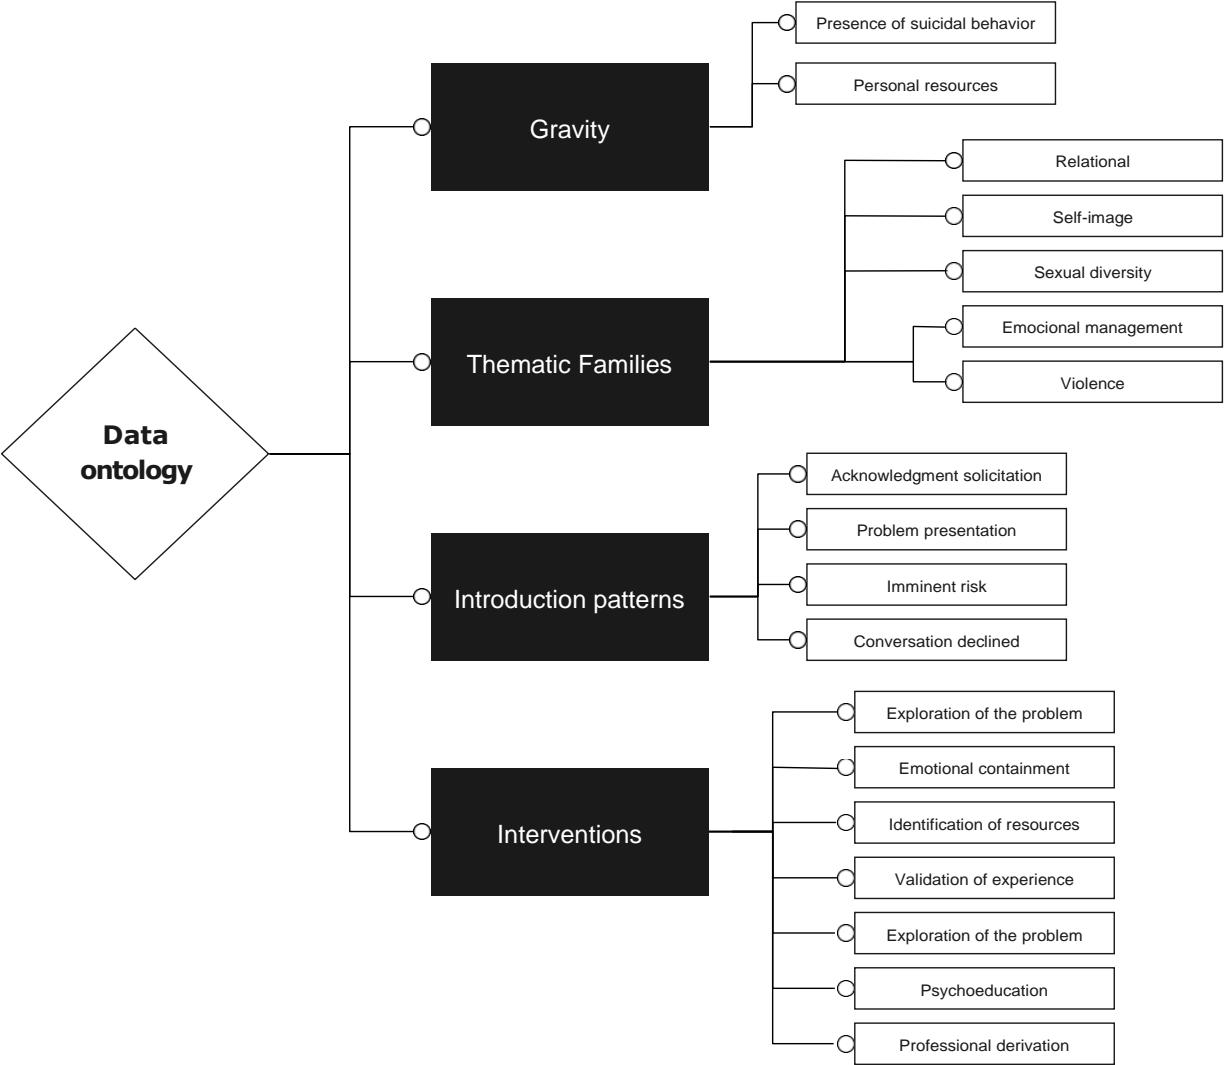 Data
ontology
Gravity
Presence of suicidal behavior
Personal resources
Thematic Families
Relational
Self-image
Sexual diversity
Emocional management
Violence
Introduction patterns
Acknowledgment solicitation
Problem presentation
Imminent risk
Conversation declined
Interventions
Exploration of the problem
Emotional containment
Identification of resources
Validation of experience
Exploration of the problem
Psychoeducation
Professional derivation